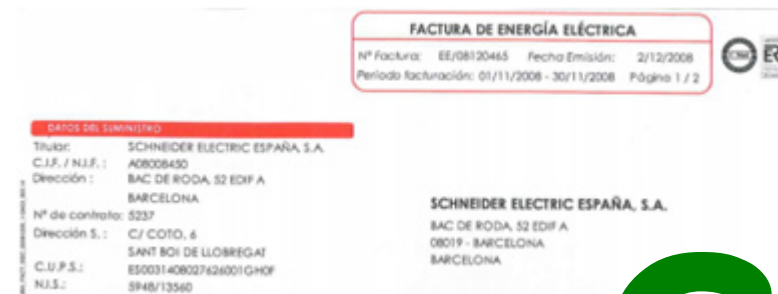 FACTURA DE ENERGÍA ELÉCTRICA
Nº Factura: EE/08120465 Fecha Emisión: 2/12/2008
Periodo facturación: 01/11/2008 - 30/11/2008 Página 1 / 2
DATOS DEL SUMINISTRO
Titular: SCHNEIDER ELECTRIC ESPAÑA, S.A.
C.I.F. / N.I.F. : A08008450
Dirección : BAC DE RODA, 52 EDIF A
BARCELONA
Nº de contrato: 5237
Dirección S. : C/ COTO, 6
SANT BOI DE LLOBREGAT
C.U.P.S.: ES0031408027626001GH0F
N.I.S.: 5948/13560
SCHNEIDER ELECTRIC ESPAÑA, S.A.
BAC DE RODA, 52 EDIF A
08019 - BARCELONA
BARCELONA